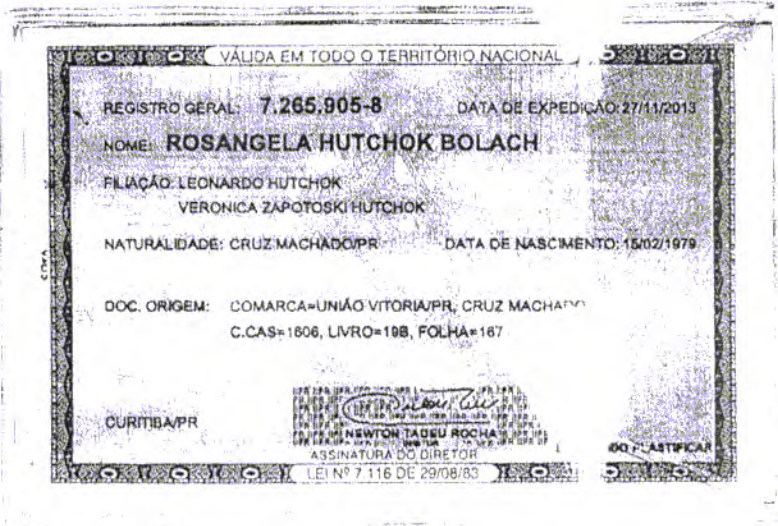 VÁLIDA EM TODO O TERRITÓRIO NACIONAL
REGISTRO GERAL: 7.265.905-8 DATA DE EXPEDIÇÃO: 27/11/2013
NOME: ROSANGELA HUTCHOK BOLACH
FILIAÇÃO: LEONARDO HUTCHOK
VERONICA ZAPOTOSKI HUTCHOK
NATURALIDADE: CRUZ MACHADO/PR DATA DE NASCIMENTO: 15/02/1979
DOC. ORIGEM: COMARCA=UNIÃO VITORIA/PR, CRUZ MACHADO
C.CAS=1606, LIVRO=19B, FOLHA=167
CURITIBA/PR
NEWTON TADEU ROCHA
PLASTIFICAR
ASSINATURA DO DIRETOR
LEI Nº 7.116 DE 29/08/83